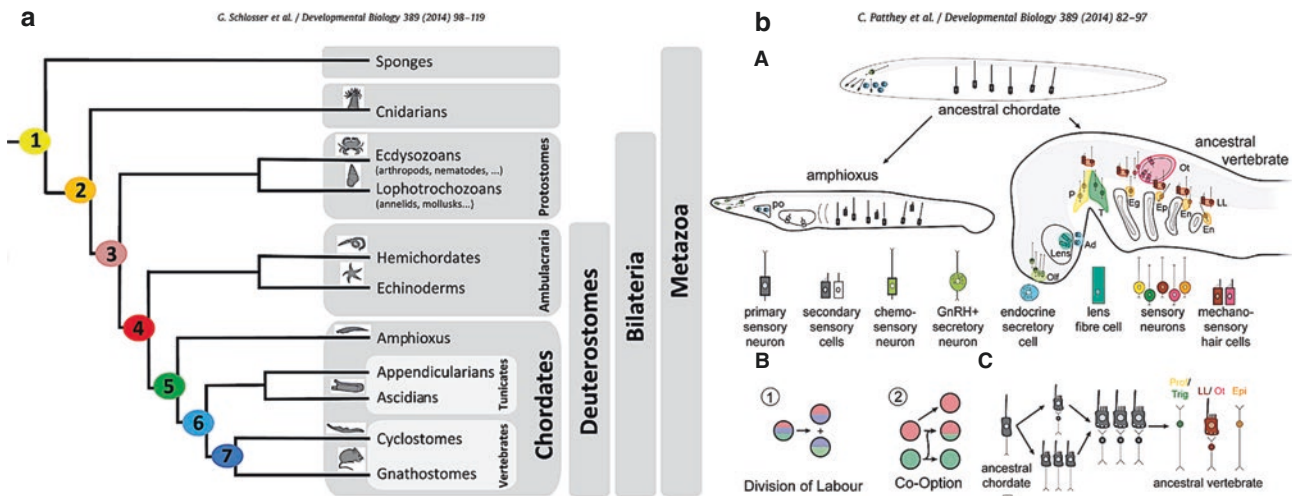 a
G. Schlosser et al. / Developmental Biology 389 (2014) 98–119
1
2
3
4
5
6
7
Sponges
Cnidarians
Ecdysozoans
(arthropods, nematodes, ...)
Lophotrochozoans
(annelids, mollusks...)
Protostomes
Hemichordates
Echinoderms
Ambulacraria
Amphioxus
Appendicularians
Ascidians
Tunicates
Cyclostomes
Gnathostomes
Vertebrates
Chordates
Deuterostomes
Bilateria
Metazoa
b
C. Patthey et al. / Developmental Biology 389 (2014) 82–97
A
ancestral chordate
ancestral
vertebrate
amphioxus
po
P
T
Ot
LL
Eg
Ep
En
En
Lens
Ad
Olf
primary
sensory
neuron
secondary
sensory
cells
chemo-
sensory
neuron
GnRH+
secretory
neuron
endocrine
secretory
cell
lens
fibre cell
sensory
neurons
mechano-
sensory
hair cells
B
1
+
Division of Labour
2
Co-Option
C
ancestral
chordate
Prof/
Trig
LL/ Ot
Epi
ancestral vertebrate